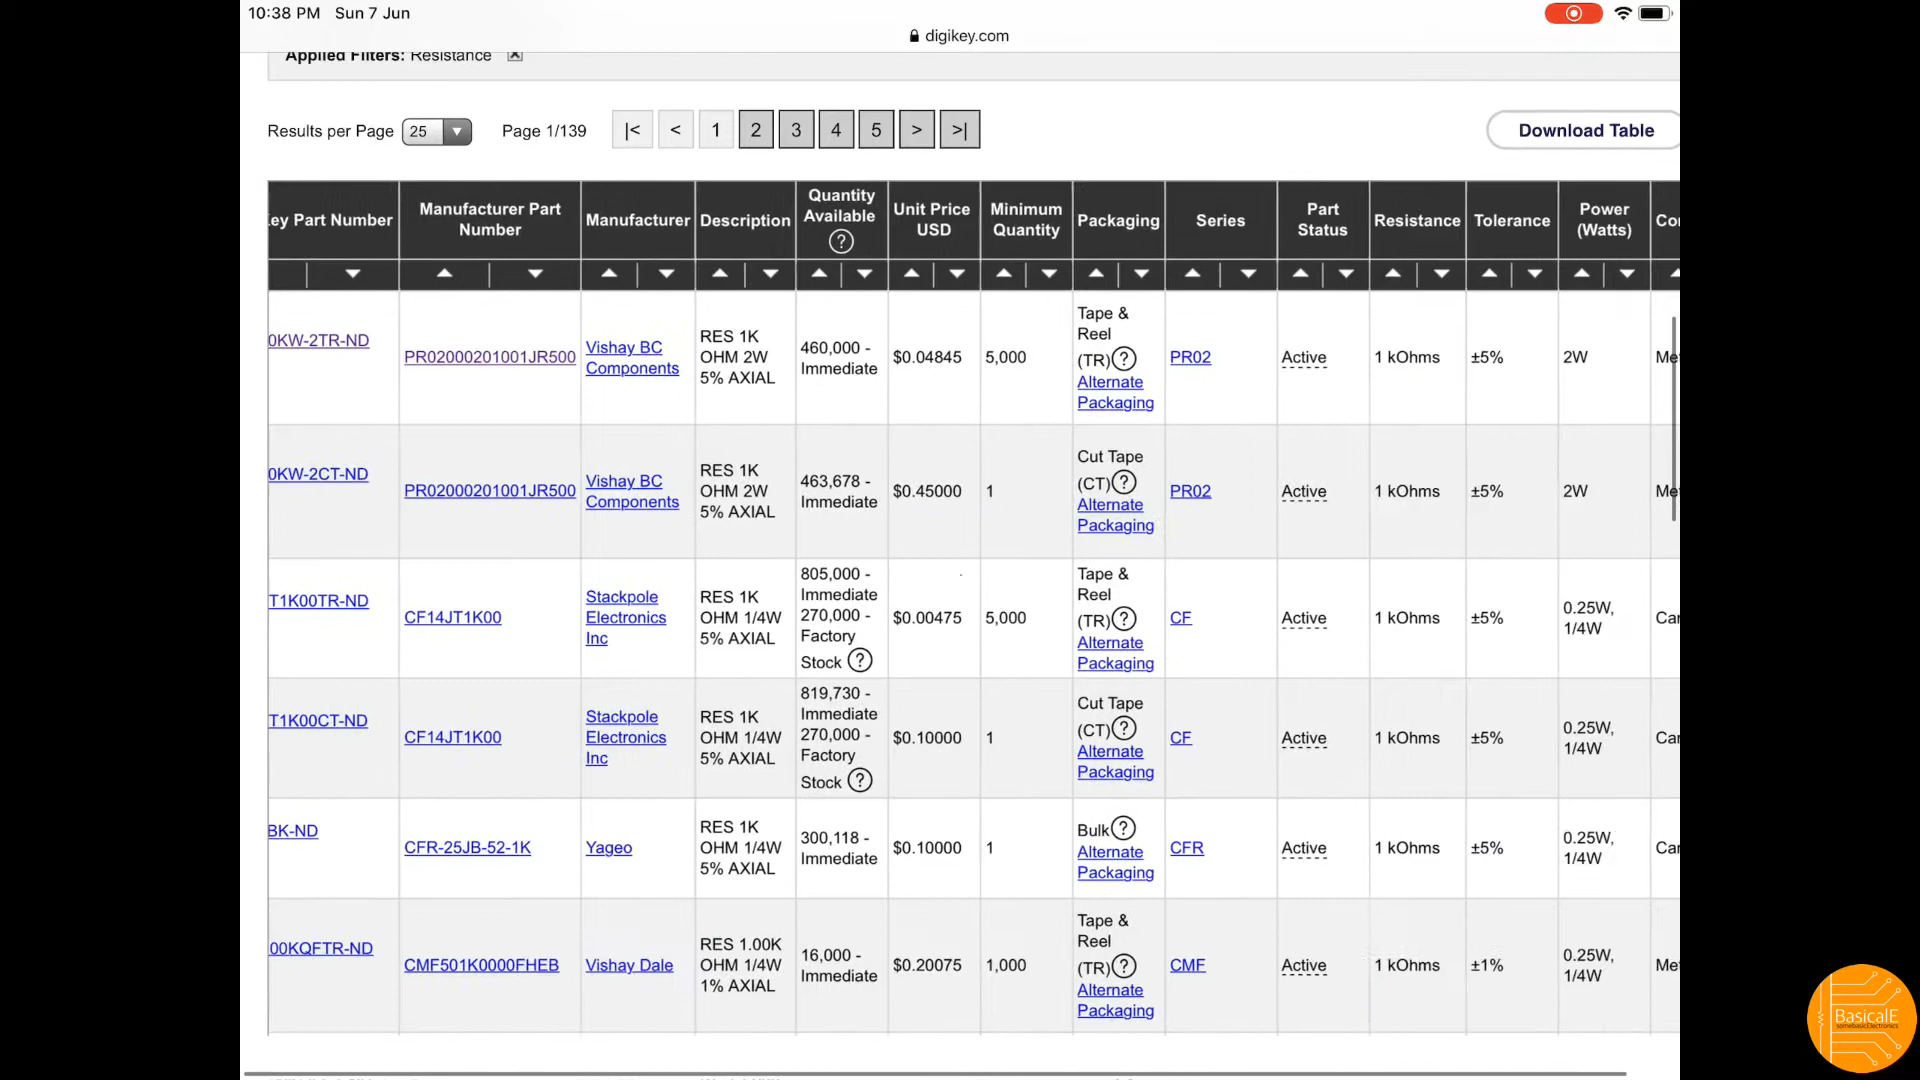 10:38 PM Sun 7 Jun
digikey.com
Applied Filters: Resistance
Results per Page 25 Page 1/139 |< < 1 2 3 4 5 > >| Download Table
ey Part Number Manufacturer Part Number Manufacturer Description Quantity Available ? Unit Price USD Minimum Quantity Packaging Series Part Status Resistance Tolerance Power (Watts) Co
0KW-2TR-ND PR02000201001JR500 Vishay BC Components RES 1K OHM 2W 5% AXIAL 460,000 - Immediate $0.04845 5,000 Tape & Reel (TR) ? Alternate Packaging PR02 Active 1 kOhms ±5% 2W Me
0KW-2CT-ND PR02000201001JR500 Vishay BC Components RES 1K OHM 2W 5% AXIAL 463,678 - Immediate $0.45000 1 Cut Tape (CT) ? Alternate Packaging PR02 Active 1 kOhms ±5% 2W Me
T1K00TR-ND CF14JT1K00 Stackpole Electronics Inc RES 1K OHM 1/4W 5% AXIAL 805,000 - Immediate 270,000 - Factory Stock ? $0.00475 5,000 Tape & Reel (TR) ? Alternate Packaging CF Active 1 kOhms ±5% 0.25W, 1/4W Car
T1K00CT-ND CF14JT1K00 Stackpole Electronics Inc RES 1K OHM 1/4W 5% AXIAL 819,730 - Immediate 270,000 - Factory Stock ? $0.10000 1 Cut Tape (CT) ? Alternate Packaging CF Active 1 kOhms ±5% 0.25W, 1/4W Car
BK-ND CFR-25JB-52-1K Yageo RES 1K OHM 1/4W 5% AXIAL 300,118 - Immediate $0.10000 1 Bulk ? Alternate Packaging CFR Active 1 kOhms ±5% 0.25W, 1/4W Car
00KQFTR-ND CMF501K0000FHEB Vishay Dale RES 1.00K OHM 1/4W 1% AXIAL 16,000 - Immediate $0.20075 1,000 Tape & Reel (TR) ? Alternate Packaging CMF Active 1 kOhms ±1% 0.25W, 1/4W Me
BasicalE
somebasicElectronics